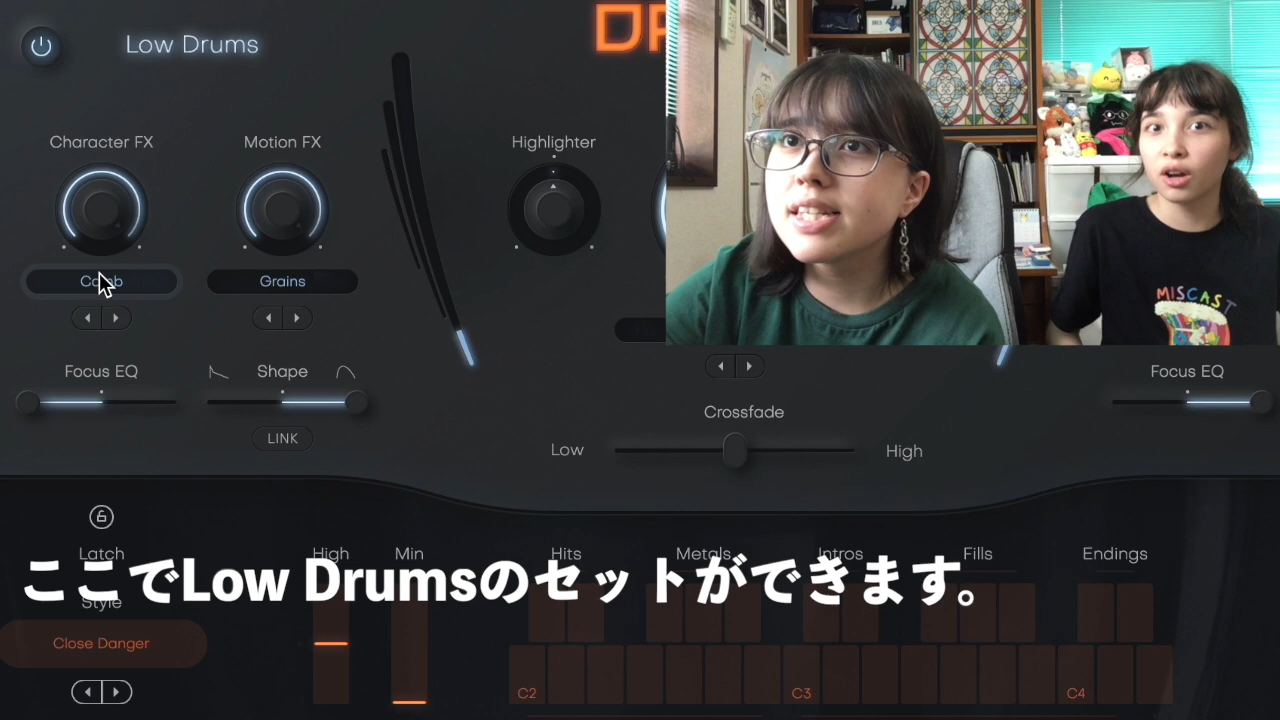 Low Drums
Character FX
Motion FX
Highlighter
Grains
MISCAST
Focus EQ
Shape
Focus EQ
LINK
Crossfade
Low
High
Latch
High
Min
Hits
Metals
Intros
Fills
Endings
ここでLow Drumsのセットができます。
Style
Close Danger
C2
C3
C4